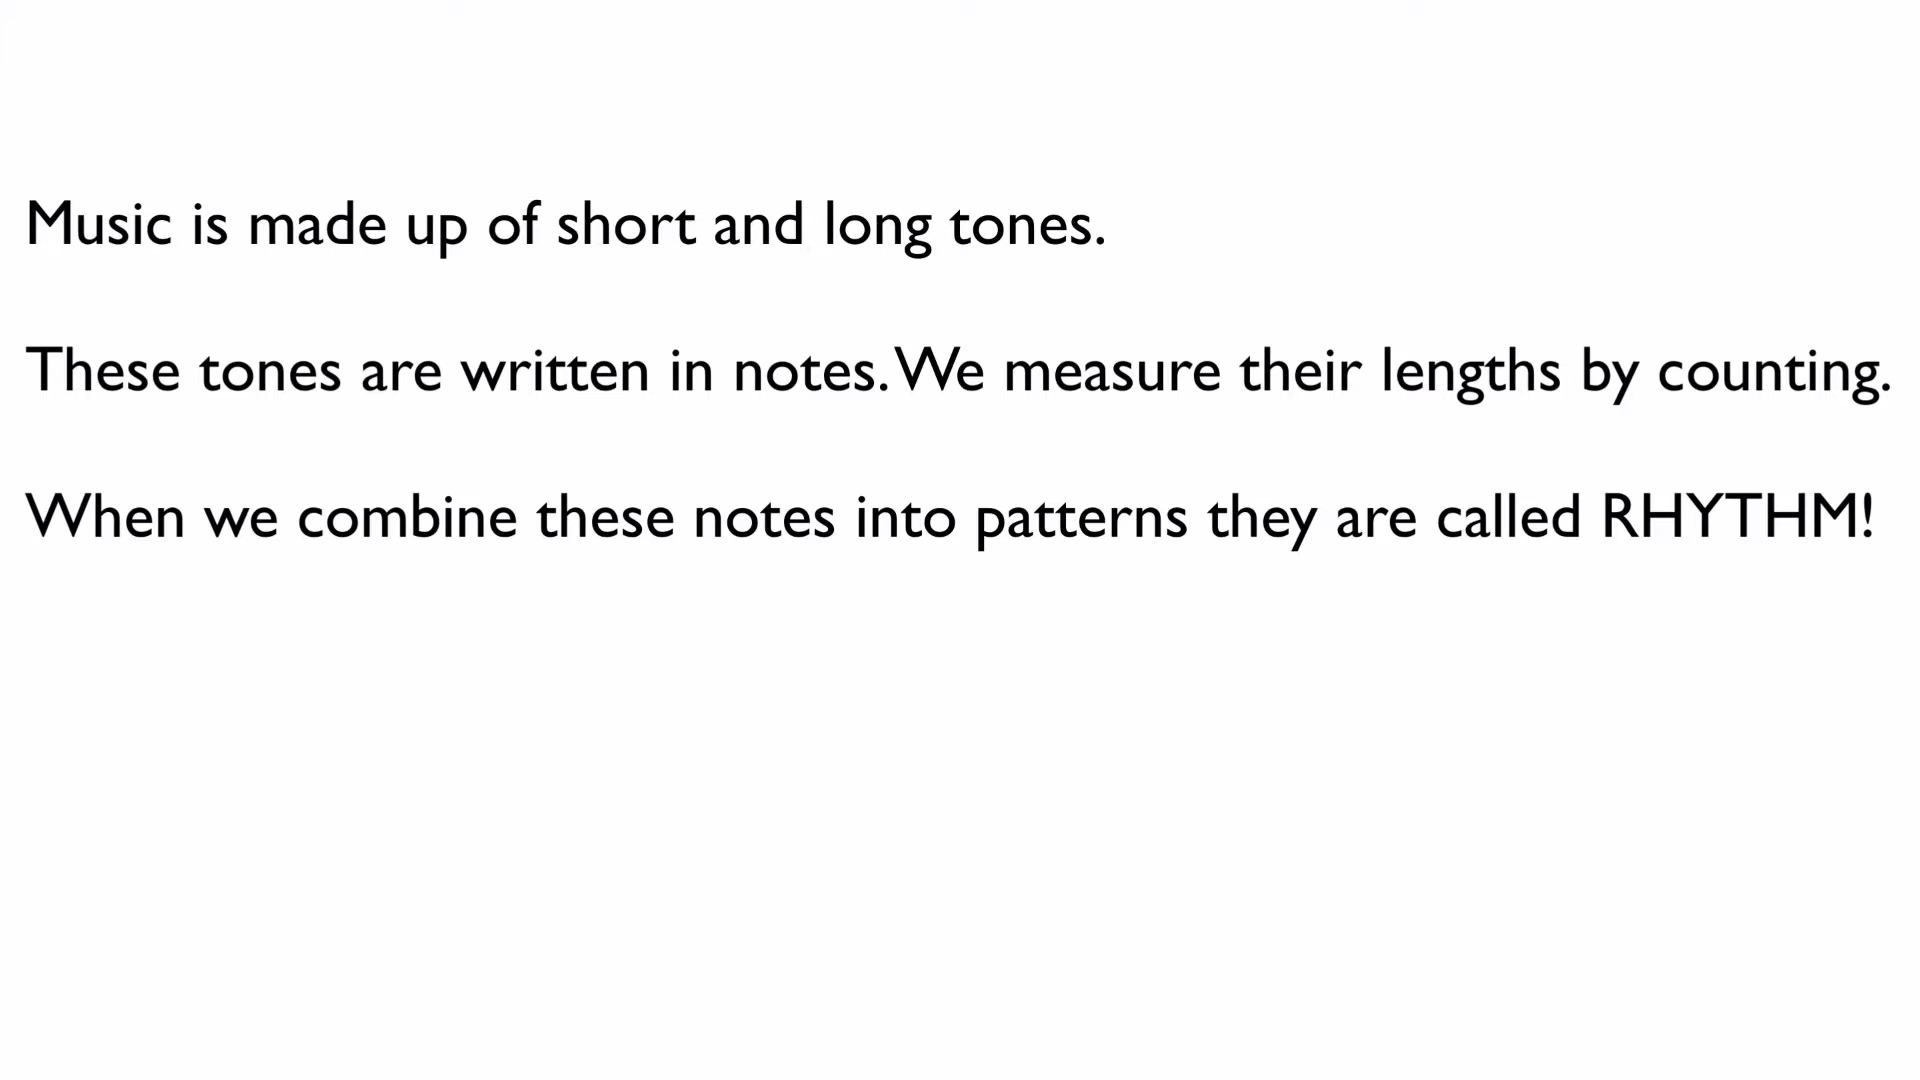 Music is made up of short and long tones.
These tones are written in notes. We measure their lengths by counting.
When we combine these notes into patterns they are called RHYTHM!